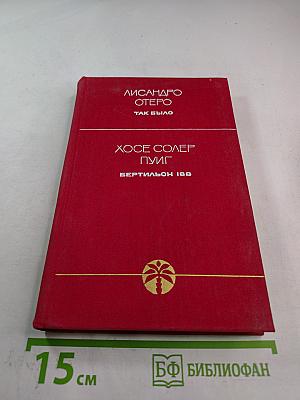 ЛИСАНДРО
ОТЕРО
ТАК БЫЛО
ХОСЕ СОЛЕР
ПУИГ
БЕРТИЛЬОН 166
15 см
БФ БИБЛИОФАН